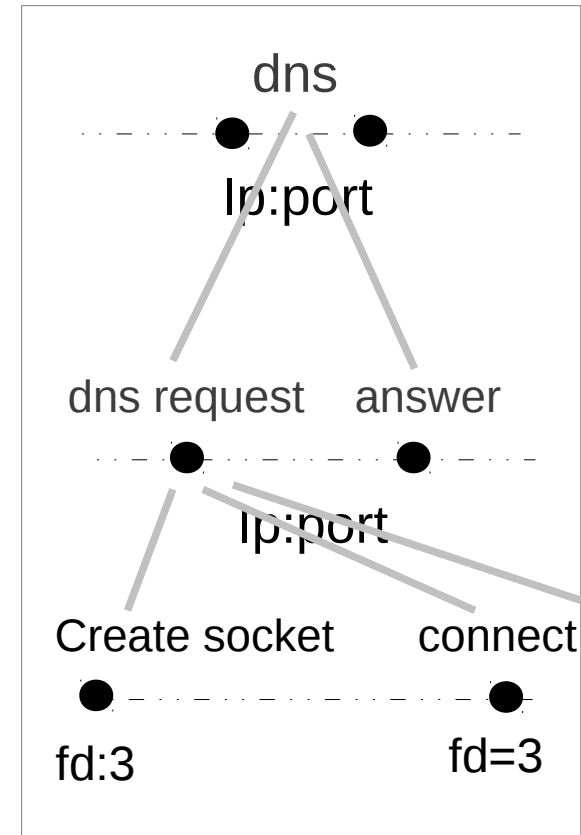 dns
Ip:port
dns request answer
Ip:port
Create socket connect
fd:3 fd=3